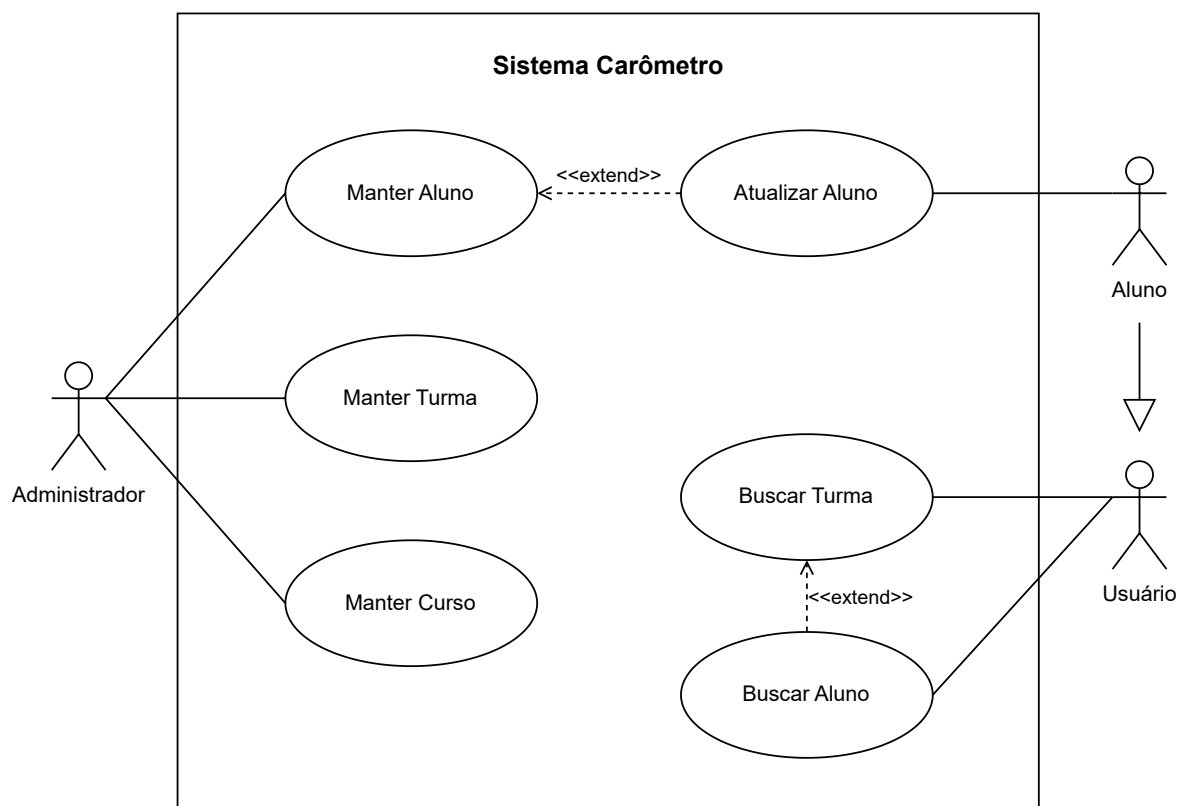 Sistema Carômetro
Manter Aluno
<<extend>>
Atualizar Aluno
Aluno
Manter Turma
Administrador
Buscar Turma
Usuário
<<extend>>
Manter Curso
Buscar Aluno